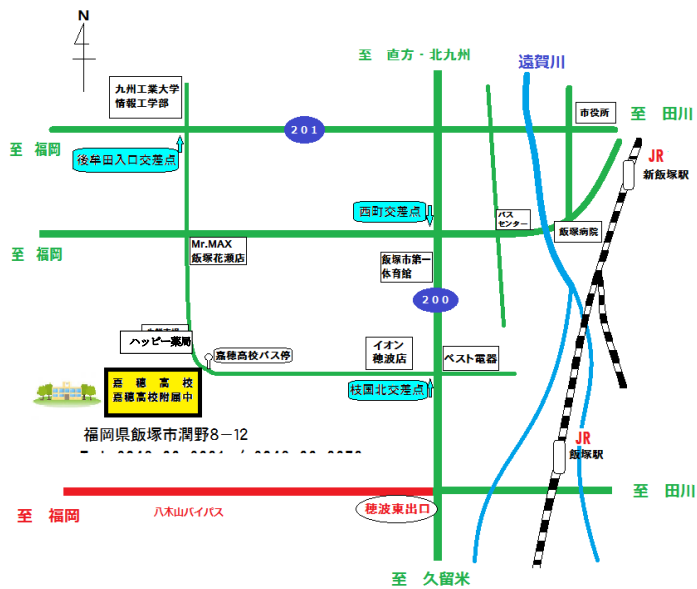 N
至 直方・北九州
遠賀川
九州工業大学
情報工学部
市役所
至 田川
201
至 福岡
後牟田入口交差点
JR
新飯塚駅
西町交差点
バス
センター
飯塚病院
至 福岡
Mr.MAX
飯塚花瀬店
飯塚市第一
体育館
200
ハッピー薬局
嘉穂高校バス停
イオン
穂波店
ベスト電器
嘉 穂 高 校
嘉穂高校附属中
枝国北交差点
福岡県飯塚市潤野8－12
JR
飯塚駅
至 福岡
八木山バイパス
穂波東出口
至 田川
至 久留米